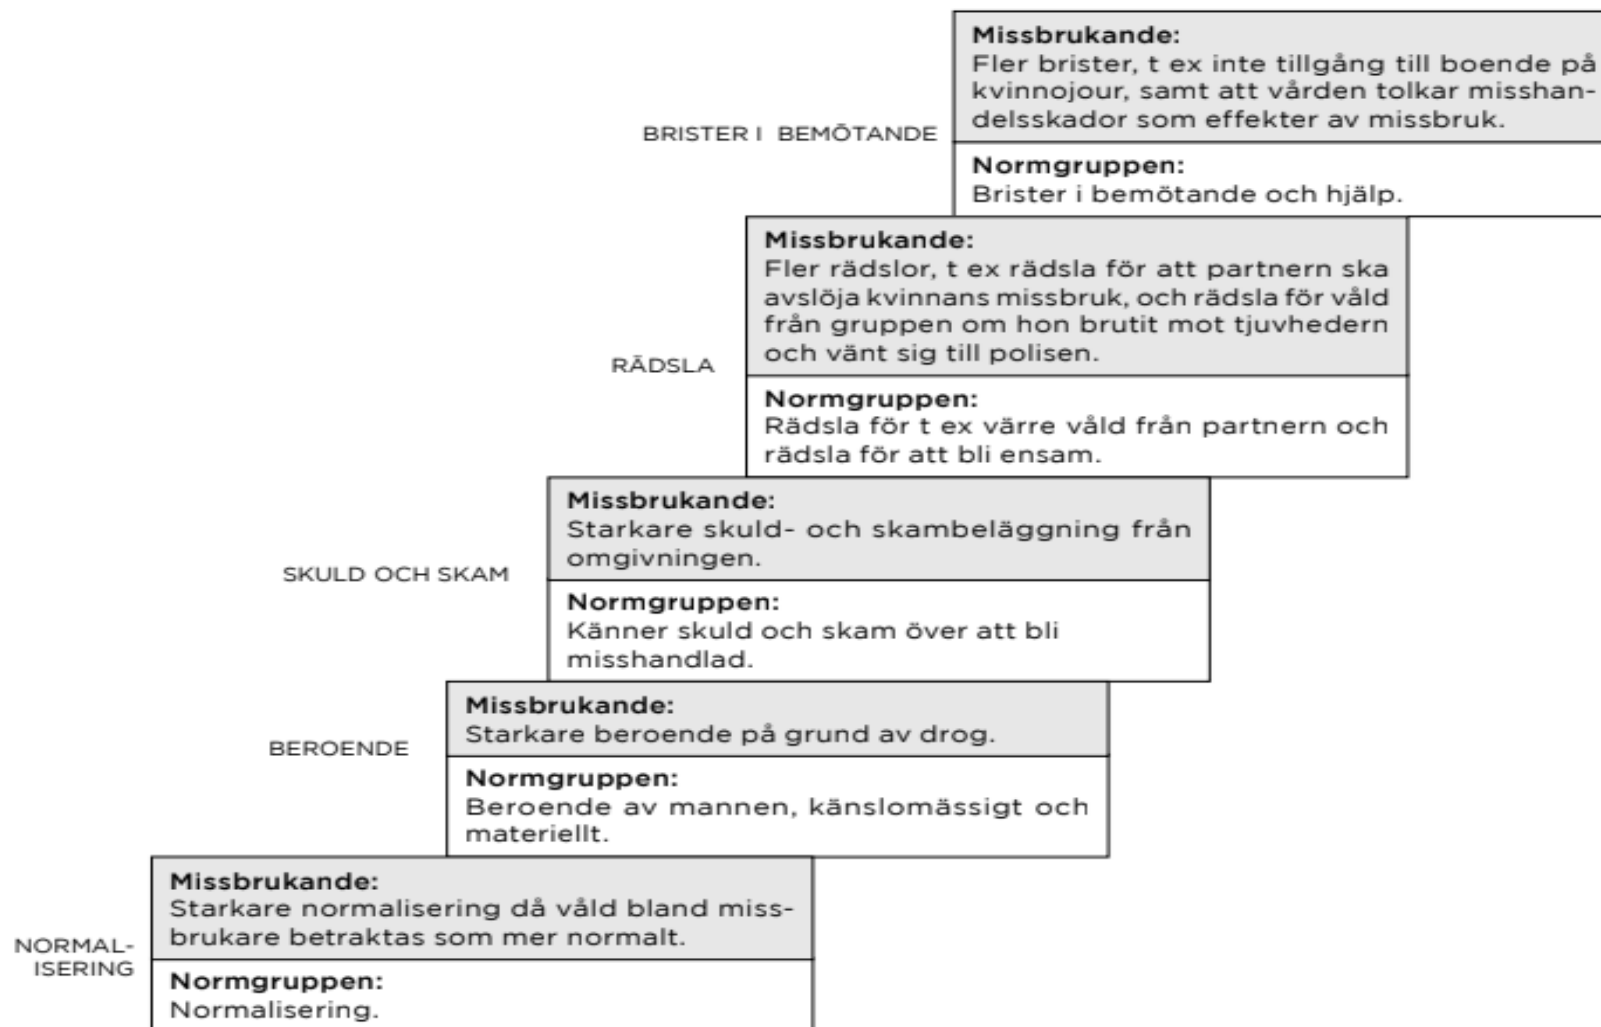 Missbrukande:
Fler brister, t ex inte tillgång till boende på
kvinnojour, samt att vården tolkar misshan-
delsskador som effekter av missbruk.
BRISTER I BEMÖTANDE
Normgruppen:
Brister i bemötande och hjälp.
Missbrukande:
Fler rädslor, t ex rädsla för att partnern ska
avslöja kvinnans missbruk, och rädsla för våld
från gruppen om hon brutit mot tjuvhedern
och vänt sig till polisen.
RÄDSLA
Normgruppen:
Rädsla för t ex värre våld från partnern och
rädsla för att bli ensam.
Missbrukande:
Starkare skuld- och skambeläggning från
omgivningen.
SKULD OCH SKAM
Normgruppen:
Känner skuld och skam över att bli
misshandlad.
Missbrukande:
Starkare beroende på grund av drog.
BEROENDE
Normgruppen:
Beroende av mannen, känslomässigt och
materiellt.
Missbrukande:
Starkare normalisering då våld bland miss-
brukare betraktas som mer normalt.
NORMAL-
ISERING
Normgruppen:
Normalisering.